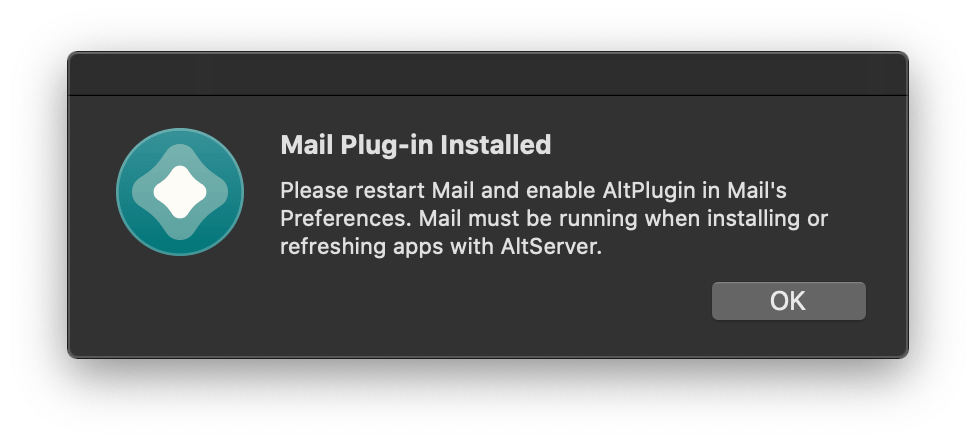 Mail Plug-in Installed
Please restart Mail and enable AltPlugin in Mail's
Preferences. Mail must be running when installing or
refreshing apps with AltServer.
OK